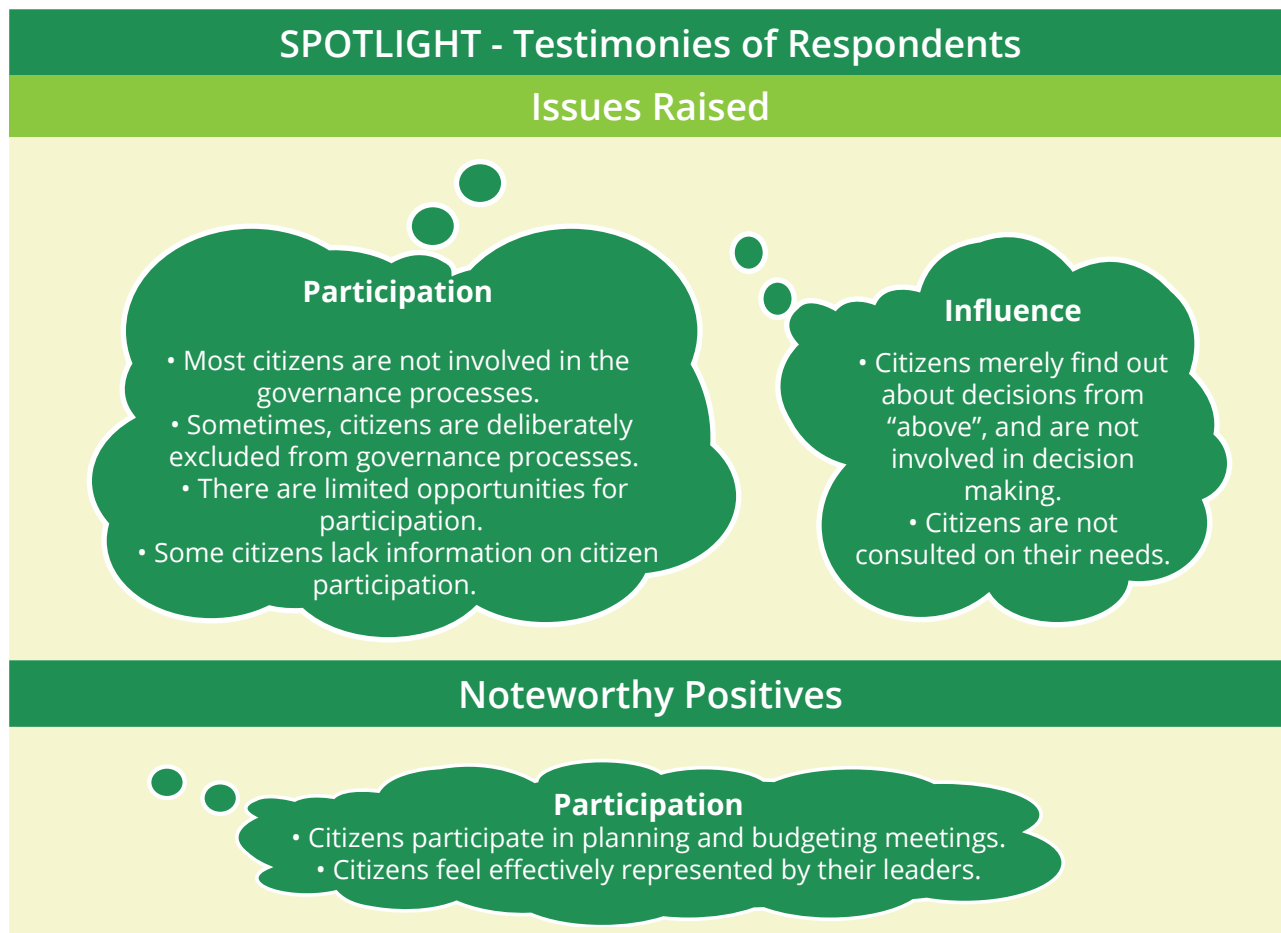 SPOTLIGHT - Testimonies of Respondents
Issues Raised
Participation
• Most citizens are not involved in the
governance processes.
• Sometimes, citizens are deliberately
excluded from governance processes.
• There are limited opportunities for
participation.
• Some citizens lack information on citizen
participation.
Influence
• Citizens merely find out
about decisions from
“above”, and are not
involved in decision
making.
• Citizens are not
consulted on their needs.
Noteworthy Positives
Participation
• Citizens participate in planning and budgeting meetings.
• Citizens feel effectively represented by their leaders.